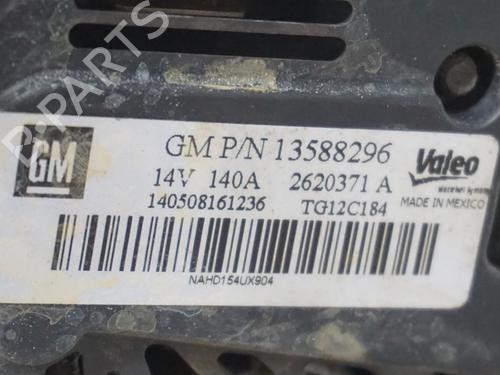 B-PARTS
GM
GM P/N 13588296
14V 140A 2620371 A
140508161236 TG12C184
Valeo
MADE IN MEXICO
NAHD154UX904